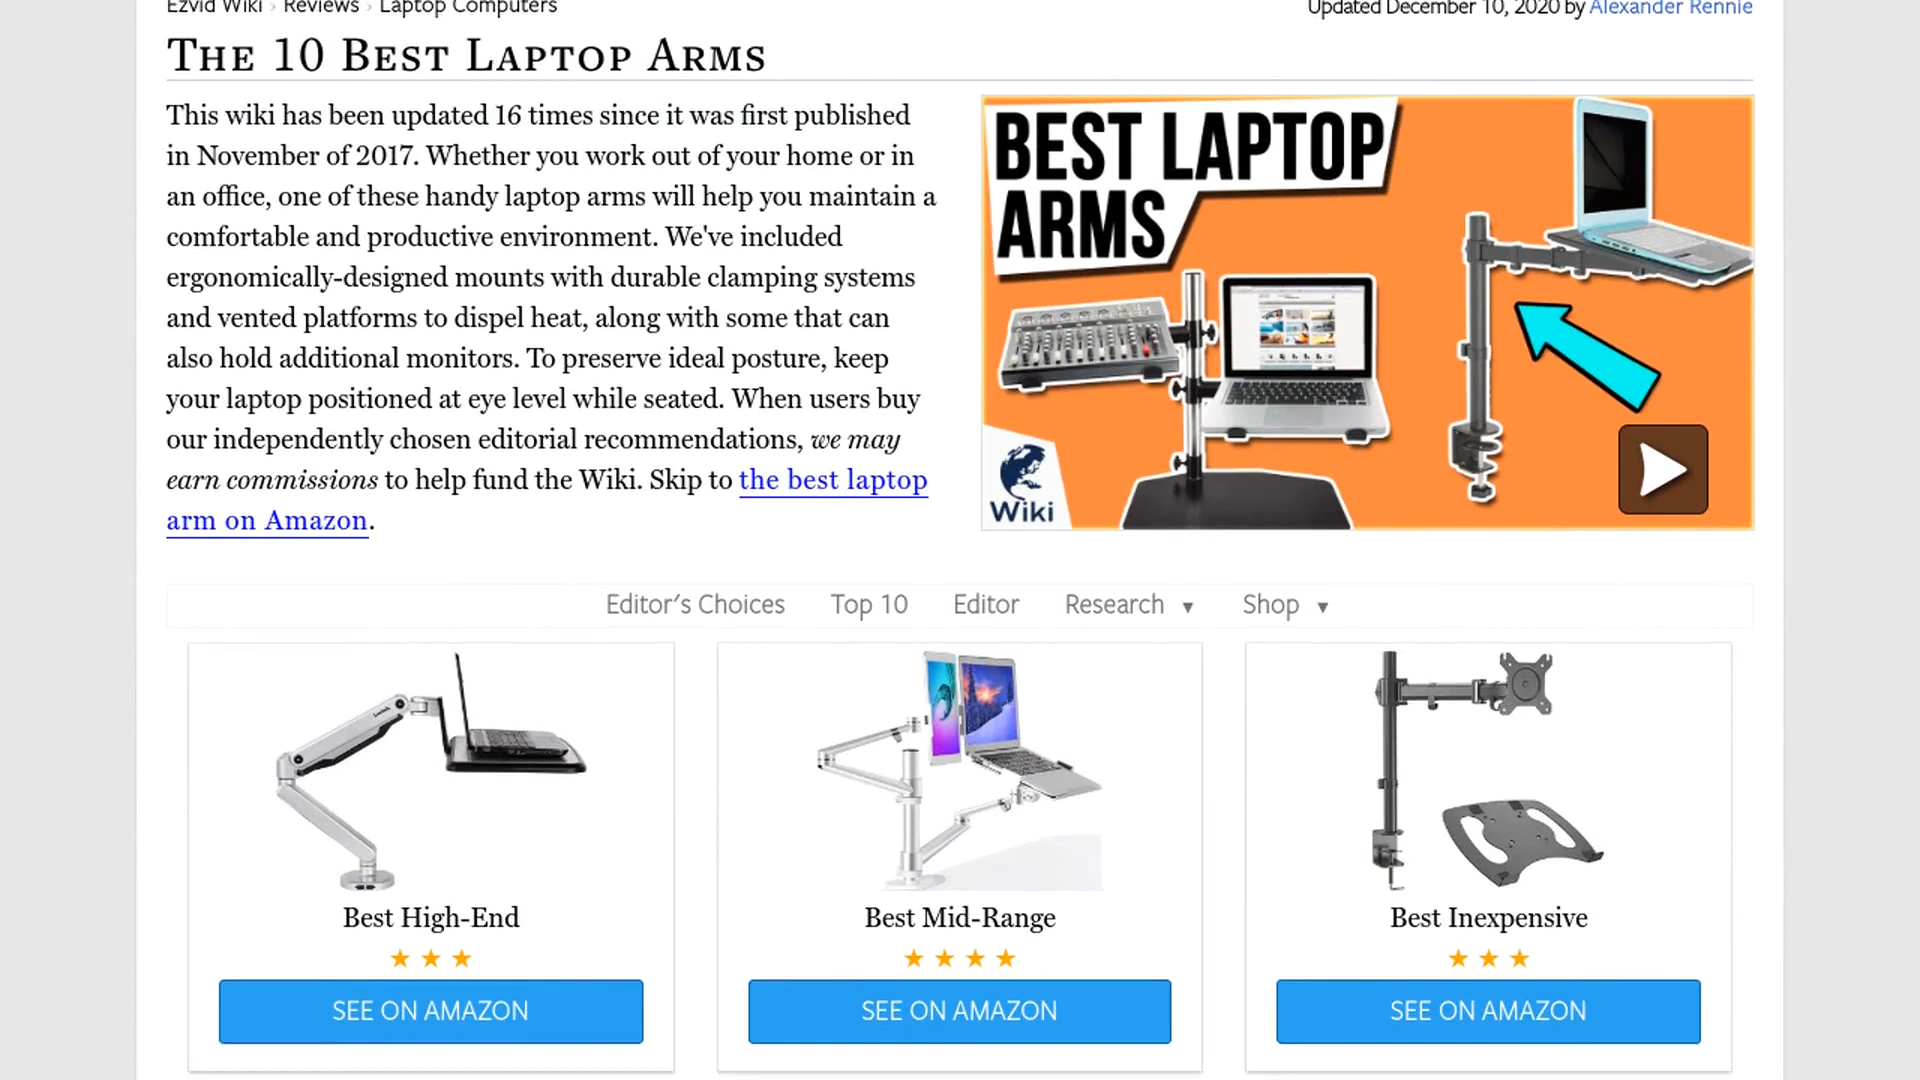 Ezvid Wiki › Reviews › Laptop Computers
Updated December 10, 2020 by Alexander Rennie
The 10 Best Laptop Arms
This wiki has been updated 16 times since it was first published
in November of 2017. Whether you work out of your home or in
an office, one of these handy laptop arms will help you maintain a
comfortable and productive environment. We've included
ergonomically-designed mounts with durable clamping systems
and vented platforms to dispel heat, along with some that can
also hold additional monitors. To preserve ideal posture, keep
your laptop positioned at eye level while seated. When users buy
our independently chosen editorial recommendations, we may
earn commissions to help fund the Wiki. Skip to the best laptop
arm on Amazon.
BEST LAPTOP
ARMS
Wiki
Editor's Choices Top 10 Editor Research ▼ Shop ▼
Best High-End
Best Mid-Range
Best Inexpensive
SEE ON AMAZON
SEE ON AMAZON
SEE ON AMAZON